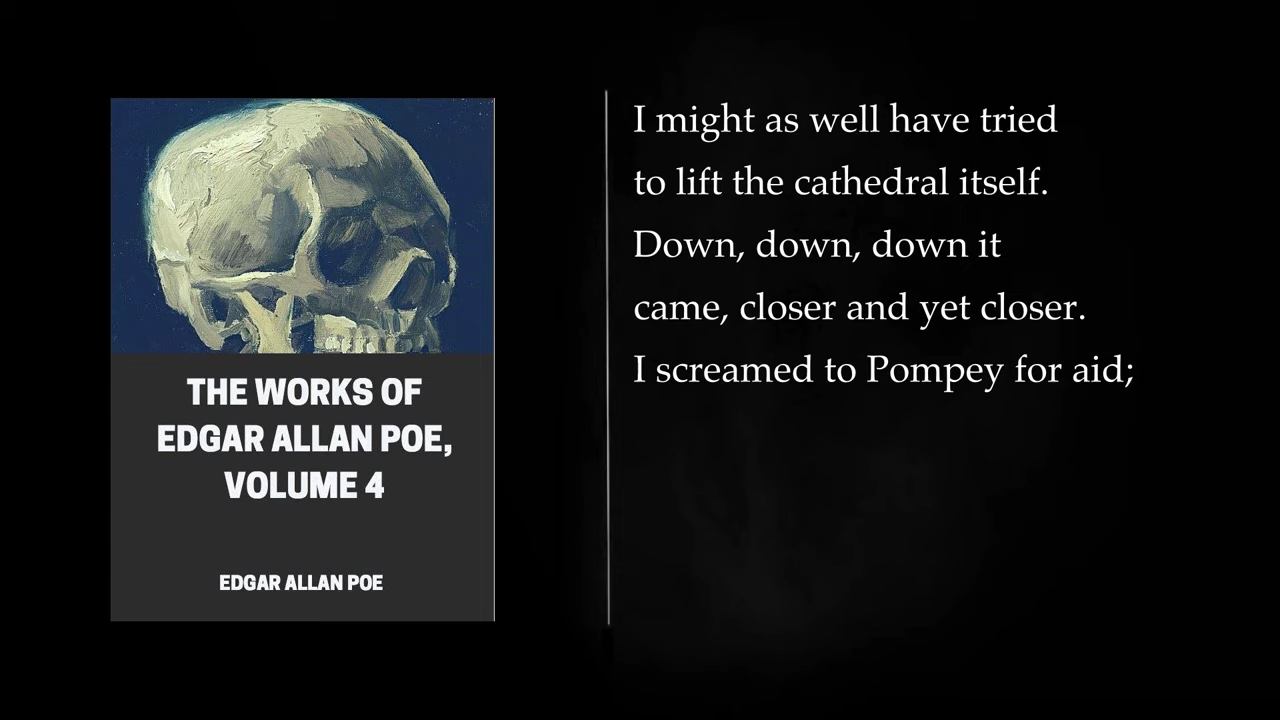 THE WORKS OF
EDGAR ALLAN POE,
VOLUME 4
EDGAR ALLAN POE
I might as well have tried
to lift the cathedral itself.
Down, down, down it
came, closer and yet closer.
I screamed to Pompey for aid;